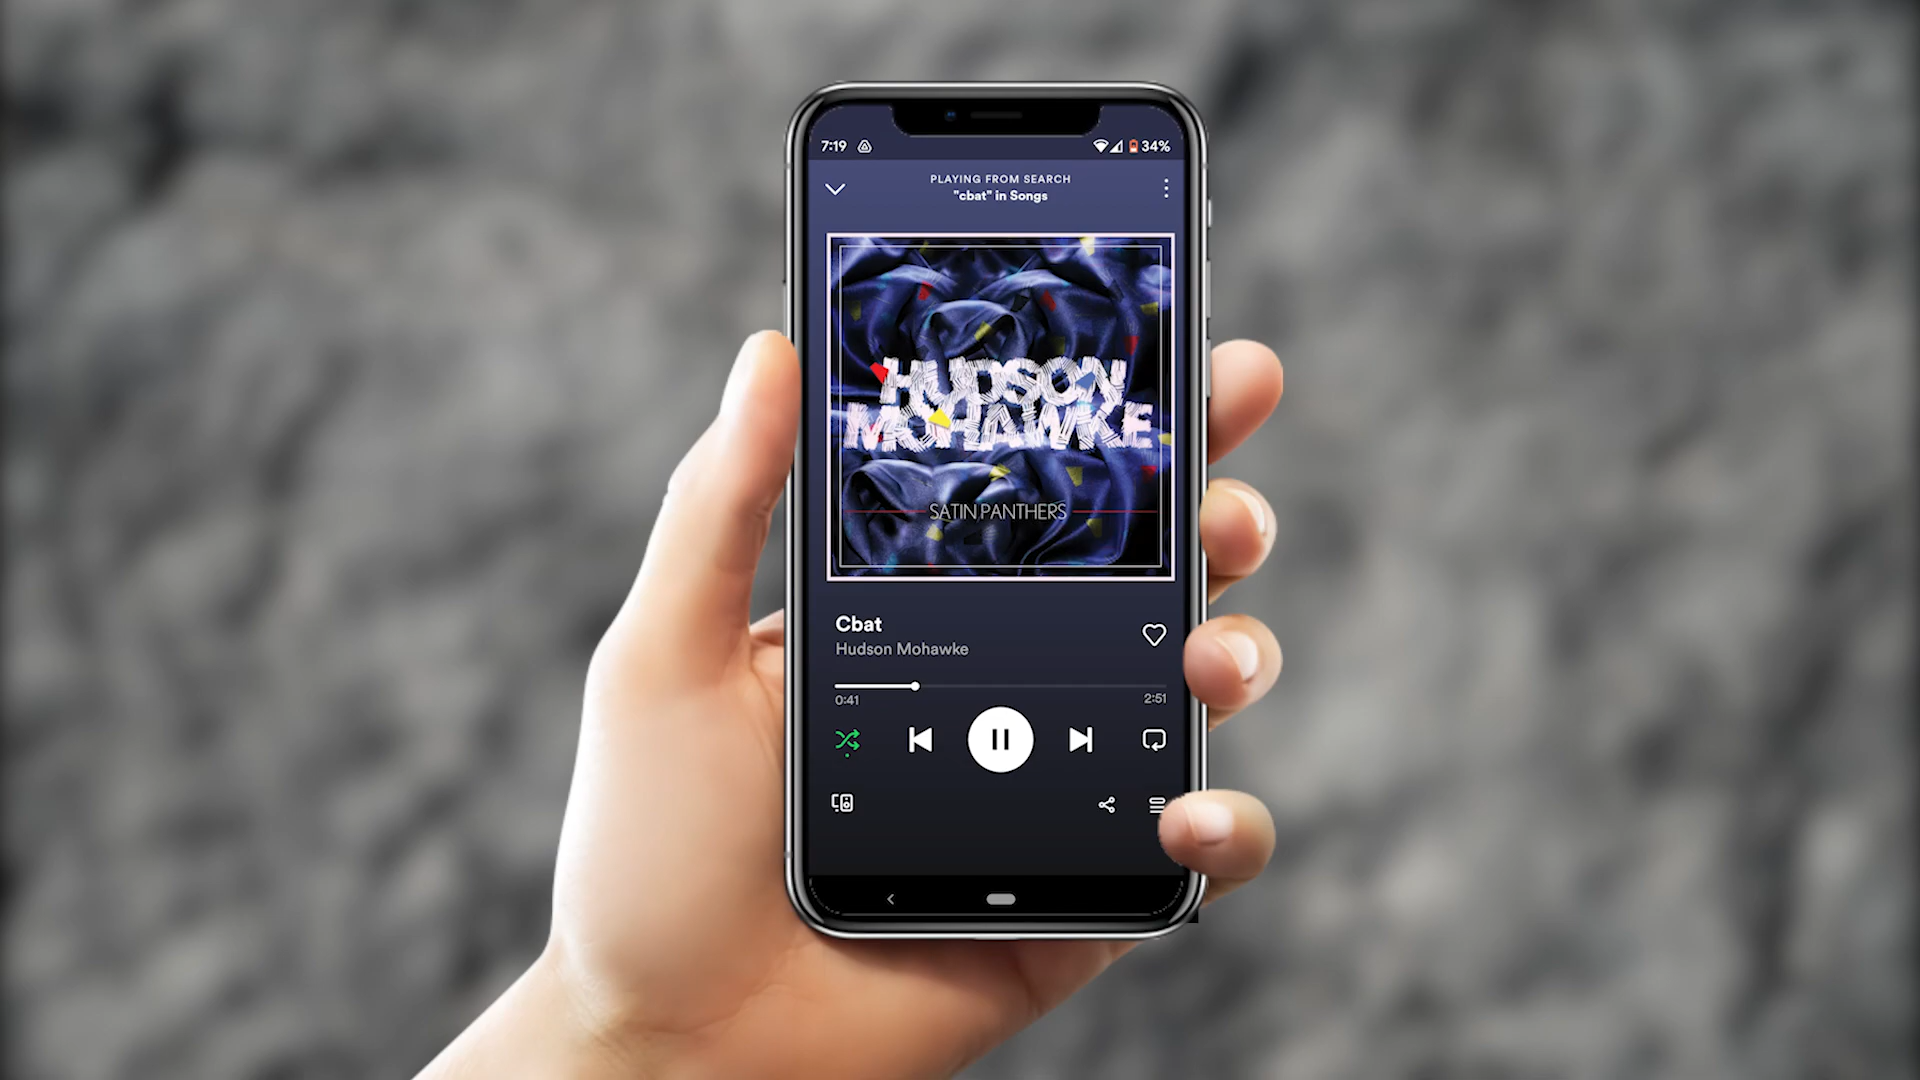 7:19 34%
PLAYING FROM SEARCH
"cbat" in Songs
HUDSON
MOHAWKE
SATIN PANTHERS
Cbat
Hudson Mohawke
0:41 2:51